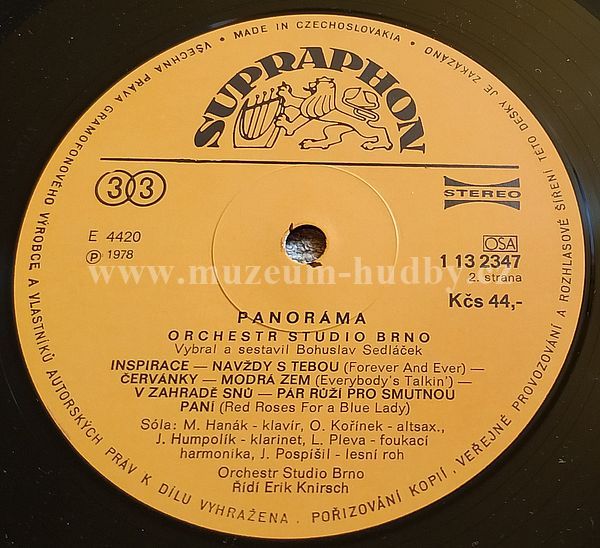 VŠECHNA PRÁVA GRAMOFONOVÉHO VÝROBCE A VLASTNÍKŮ AUTORSKÝCH PRÁV K DÍLU VYHRAŽENA. POŘIZOVÁNÍ KOPIÍ, VEŘEJNÉ PROVOZOVÁNÍ A ROZHLASOVÉ ŠÍŘENÍ TÉTO DESKY JE ZAKÁZÁNO • MADE IN CZECHOSLOVAKIA •
SUPRAPHON
33
STEREO
E 4420
Ⓟ 1978
OSA
1 13 2347
2. strana
Kčs 44,-
www.muzeum-hudby.cz
PANORÁMA
ORCHESTR STUDIO BRNO
Vybral a sestavil Bohuslav Sedláček
INSPIRACE — NAVŽDY S TEBOU (Forever And Ever) —
ČERVÁNKY — MODRÁ ZEM (Everybody's Talkin') —
V ZAHRADĚ SNŮ — PÁR RŮŽÍ PRO SMUTNOU
PANÍ (Red Roses For a Blue Lady)
Sóla: M. Hanák - klavír, O. Kořínek - altsax.,
J. Humpolík - klarinet, L. Pleva - foukací
harmonika, J. Pospíšil - lesní roh
Orchestr Studio Brno
Řídí Erik Knirsch